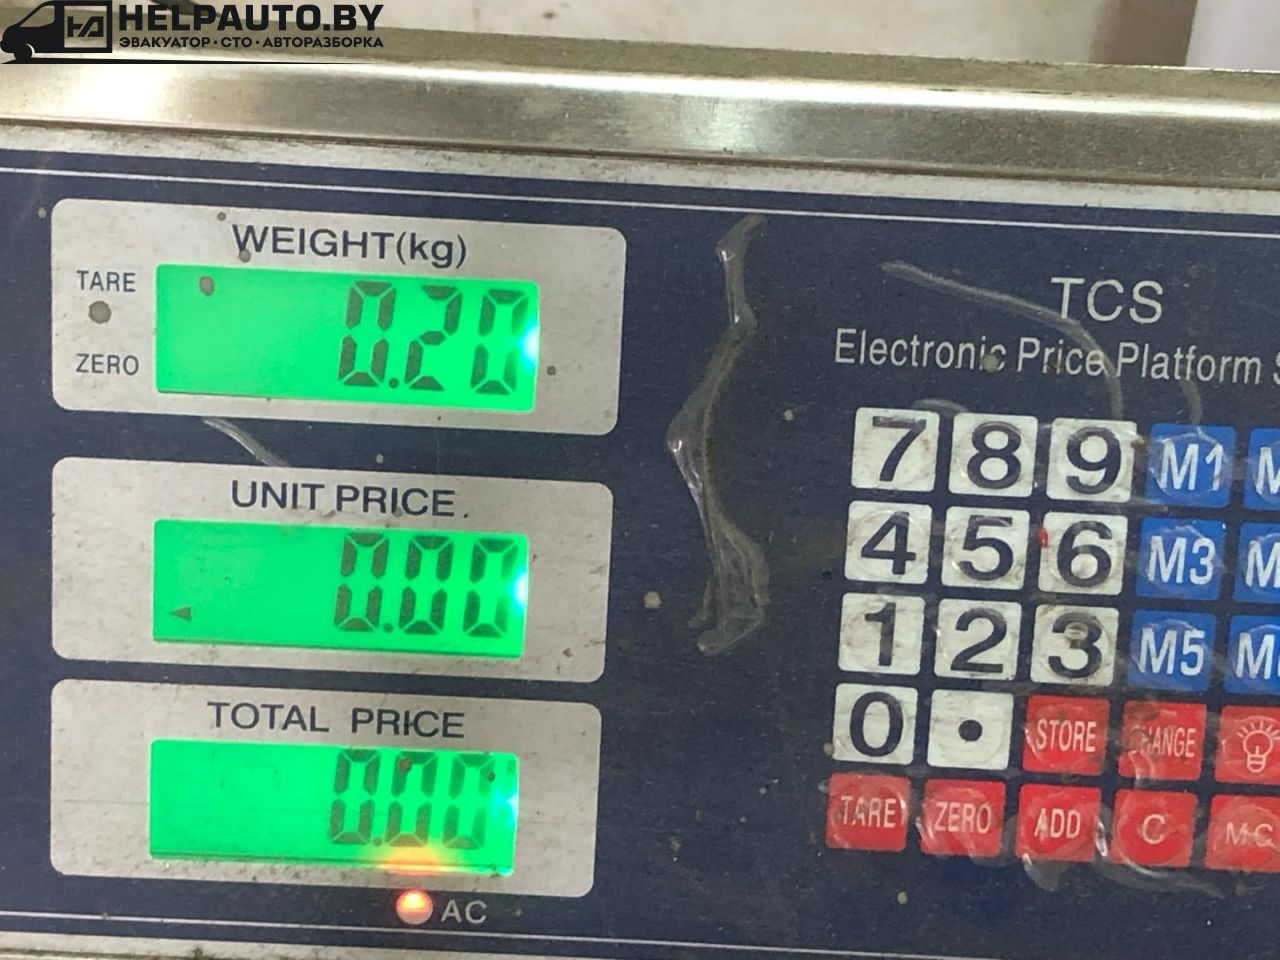 HELPAUTO.BY
ЭВАКУАТОР·СТО·АВТОРАЗБОРКА
WEIGHT(kg)
TARE
0.20
ZERO
TCS
Electronic Price Platform
7 8 9 M1
UNIT PRICE
0.00
4 5 6 M3
1 2 3 M5
TOTAL PRICE
0 . STORE CHANGE
0.00
TARE ZERO ADD C MC
AC